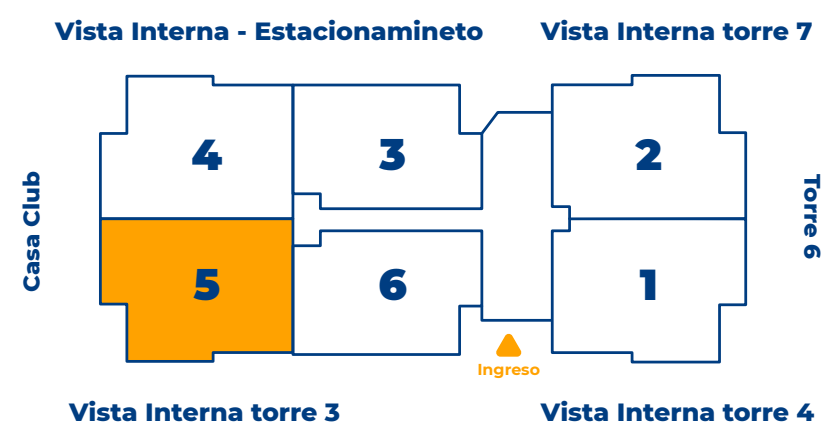 Vista Interna - Estacionamineto
Vista Interna torre 7
4
3
2
Casa Club
Torre 6
5
6
1
Ingreso
Vista Interna torre 3
Vista Interna torre 4